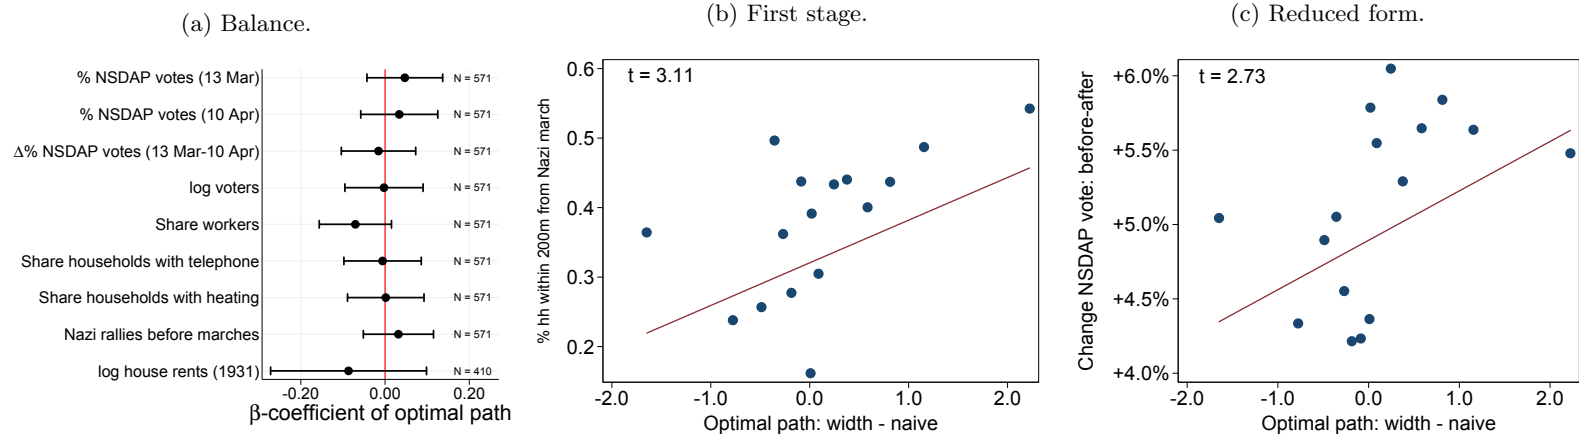 (a) Balance.
% NSDAP votes (13 Mar)
N = 571
% NSDAP votes (10 Apr)
N = 571
Δ% NSDAP votes (13 Mar-10 Apr)
N = 571
log voters
N = 571
Share workers
N = 571
Share households with telephone
N = 571
Share households with heating
N = 571
Nazi rallies before marches
N = 571
log house rents (1931)
N = 410
-0.20 0.00 0.20
β-coefficient of optimal path
(b) First stage.
t = 3.11
% hh within 200m from Nazi march
0.6
0.5
0.4
0.3
0.2
-2.0 -1.0 0.0 1.0 2.0
Optimal path: width - naive
(c) Reduced form.
t = 2.73
Change NSDAP vote: before-after
+6.0%
+5.5%
+5.0%
+4.5%
+4.0%
-2.0 -1.0 0.0 1.0 2.0
Optimal path: width - naive